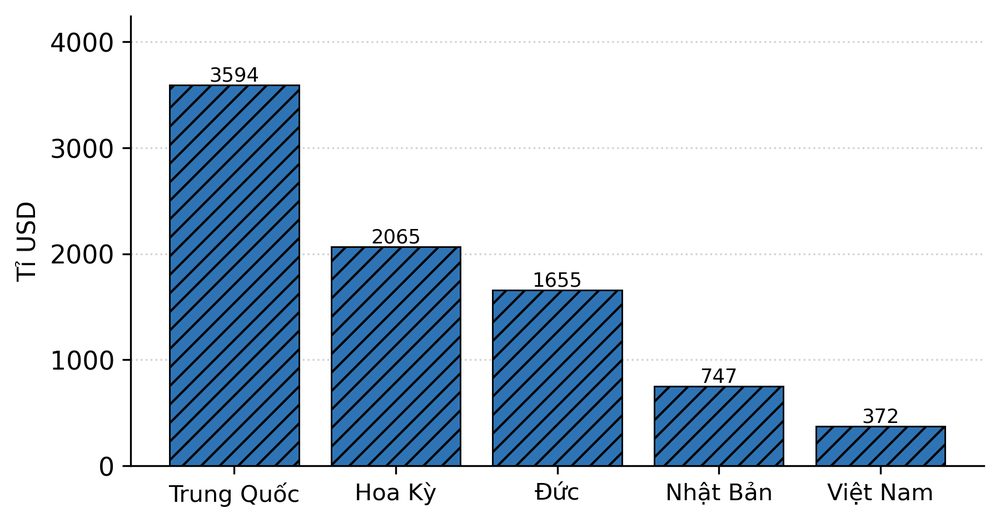 4000
3000
2000
1000
0
Tỉ USD
3594
2065
1655
747
372
Trung Quốc
Hoa Kỳ
Đức
Nhật Bản
Việt Nam